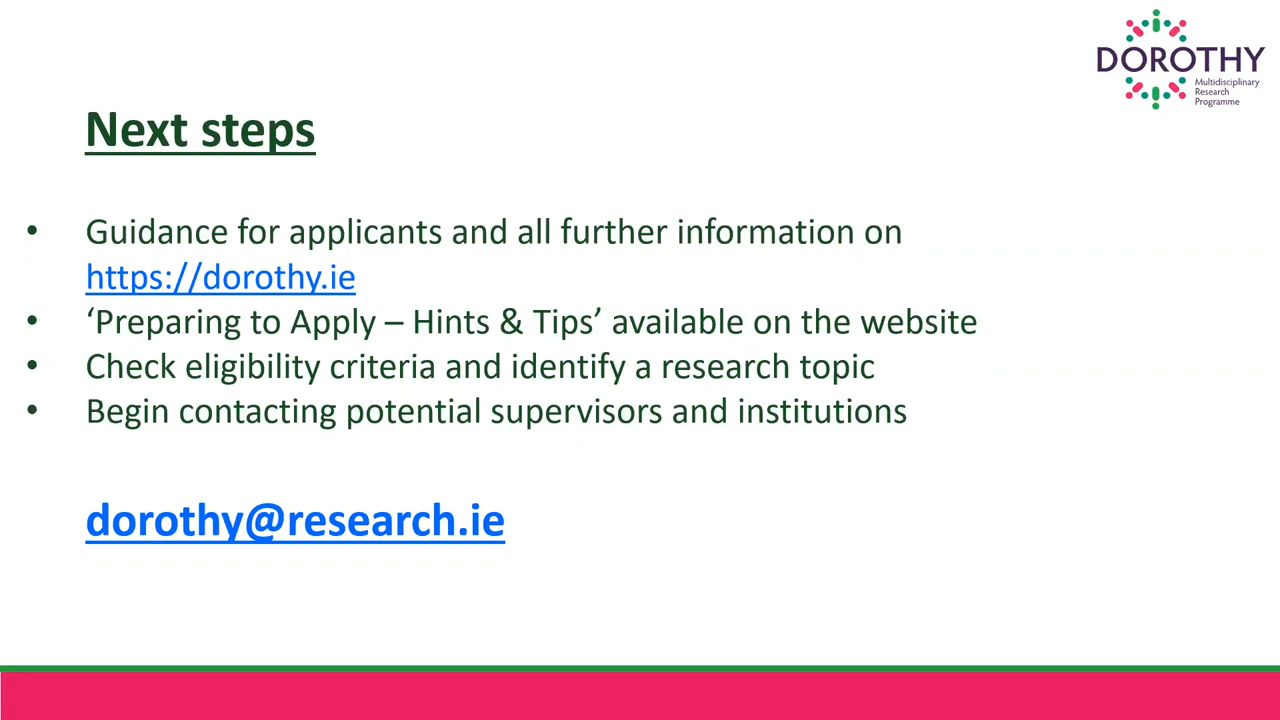 DOROTHY
Multidisciplinary
Research
Programme
Next steps
• Guidance for applicants and all further information on
https://dorothy.ie
• ‘Preparing to Apply – Hints & Tips’ available on the website
• Check eligibility criteria and identify a research topic
• Begin contacting potential supervisors and institutions
dorothy@research.ie